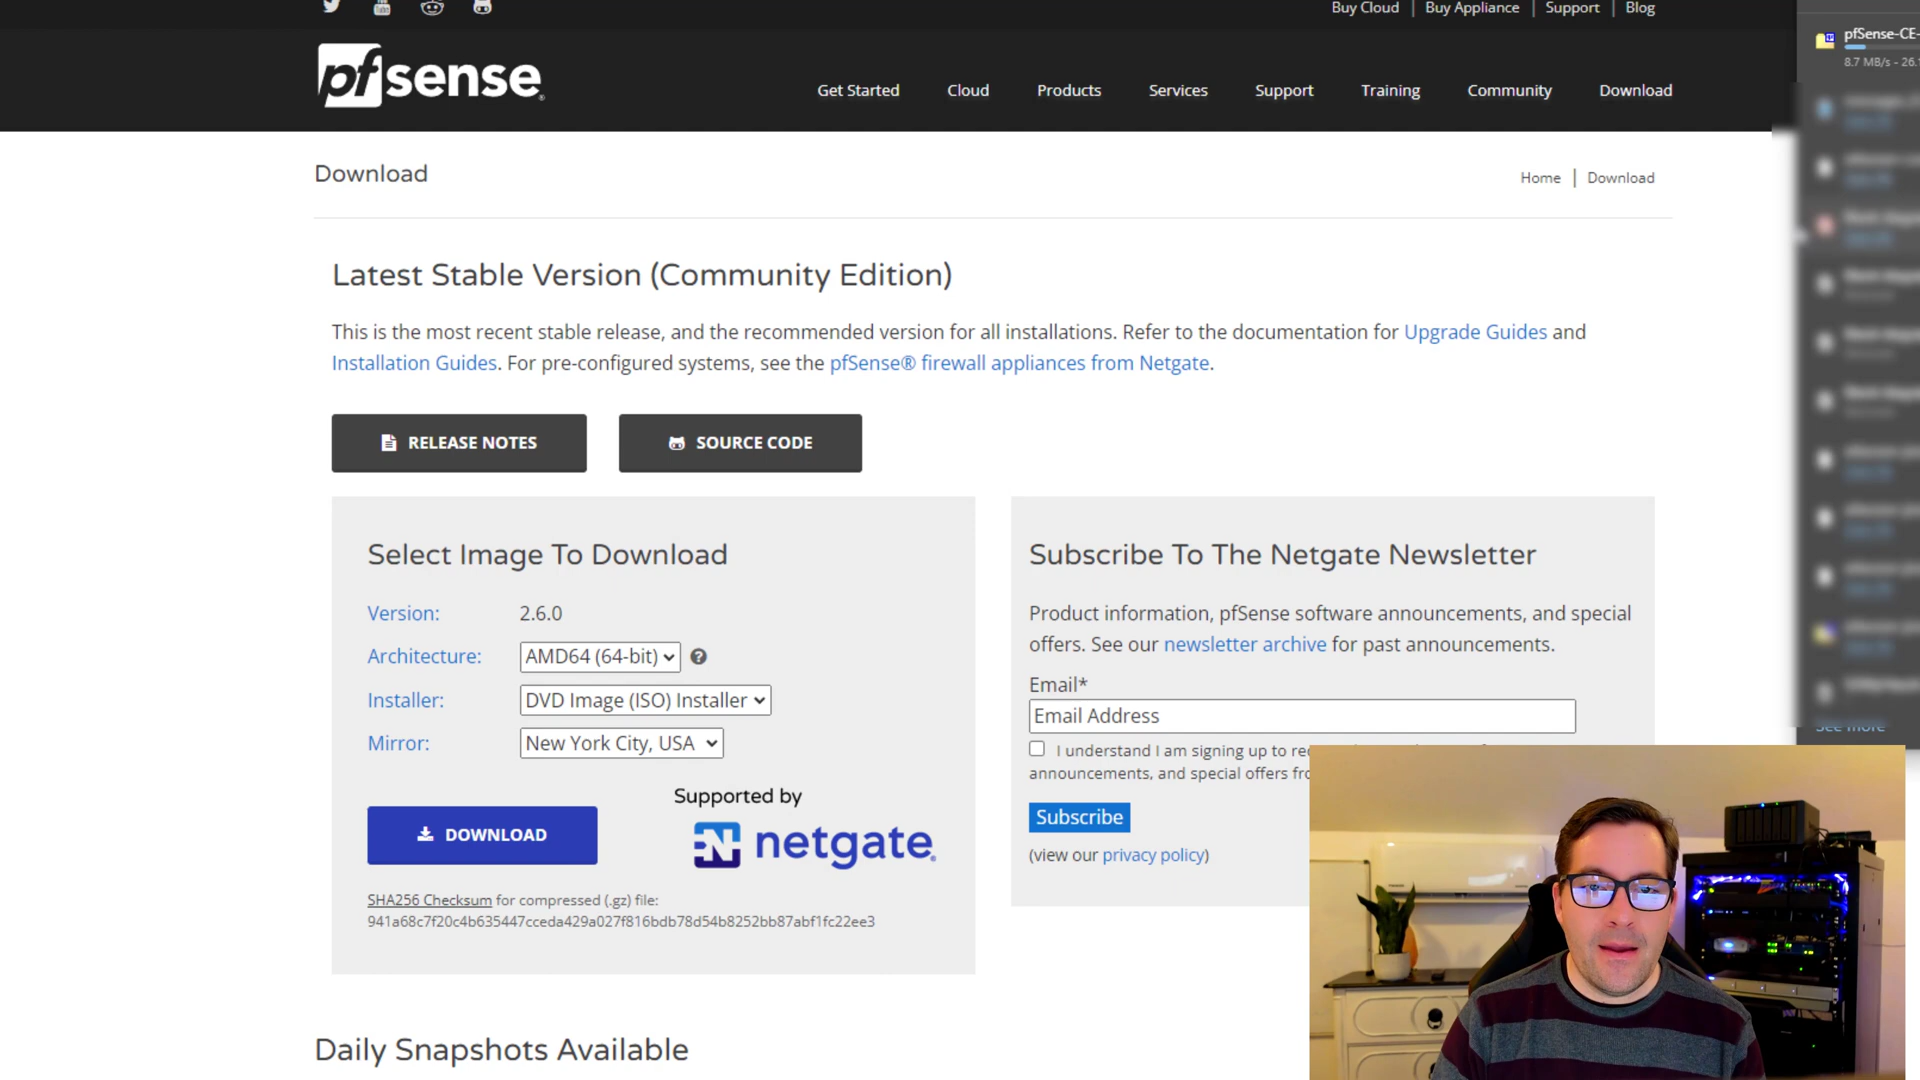 Buy Cloud | Buy Appliance | Support | Blog
pfsense
Get Started Cloud Products Services Support Training Community Download
pfSense-CE-
8.7 MB/s - 26.
Download
Home | Download
Latest Stable Version (Community Edition)
This is the most recent stable release, and the recommended version for all installations. Refer to the documentation for Upgrade Guides and
Installation Guides. For pre-configured systems, see the pfSense® firewall appliances from Netgate.
RELEASE NOTES
SOURCE CODE
Select Image To Download
Version: 2.6.0
Architecture: AMD64 (64-bit)
Installer: DVD Image (ISO) Installer
Mirror: New York City, USA
Supported by
netgate
DOWNLOAD
SHA256 Checksum for compressed (.gz) file:
941a68c7f20c4b635447cceda429a027f816bdb78d54b8252bb87abf1fc22ee3
Subscribe To The Netgate Newsletter
Product information, pfSense software announcements, and special
offers. See our newsletter archive for past announcements.
Email*
Email Address
I understand I am signing up to
announcements, and special offers
Subscribe
(view our privacy policy)
See more
Daily Snapshots Available